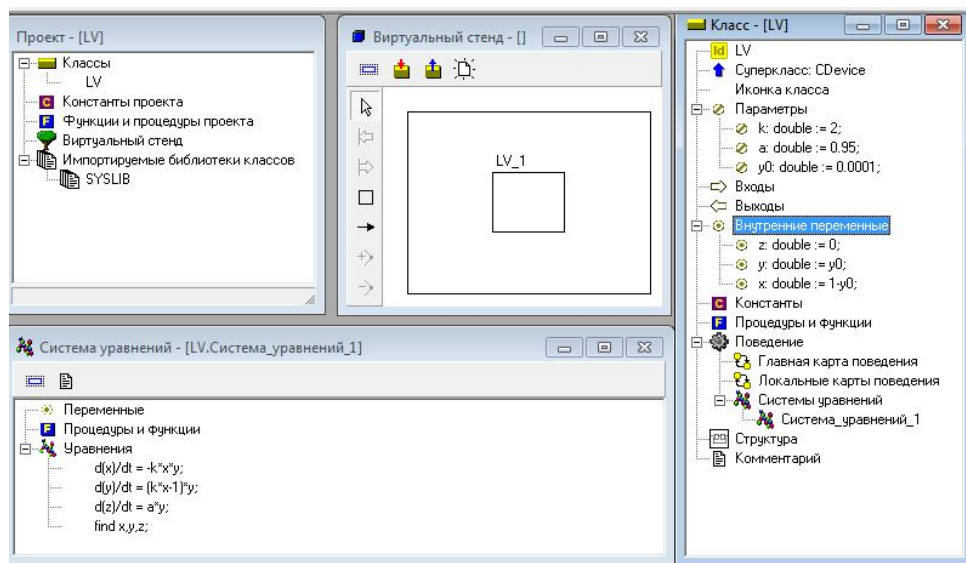 Проект - [LV]
Классы
LV
Константы проекта
Функции и процедуры проекта
Виртуальный стенд
Импортируемые библиотеки классов
SYSLIB
Виртуальный стенд - []
LV_1
Система уравнений - [LV.Система_уравнений_1]
Переменные
Процедуры и функции
Уравнения
d(x)/dt = -k*x*y;
d(y)/dt = (k*x-1)*y;
d(z)/dt = a*y;
find x,y,z;
Класс - [LV]
Id LV
Суперкласс: CDevice
Иконка класса
Параметры
k: double := 2;
a: double := 0.95;
y0: double := 0.0001;
Входы
Выходы
Внутренние переменные
z: double := 0;
y: double := y0;
x: double := 1-y0;
C Константы
F Процедуры и функции
Поведение
Главная карта поведения
Локальные карты поведения
Системы уравнений
Система_уравнений_1
Структура
Комментарий